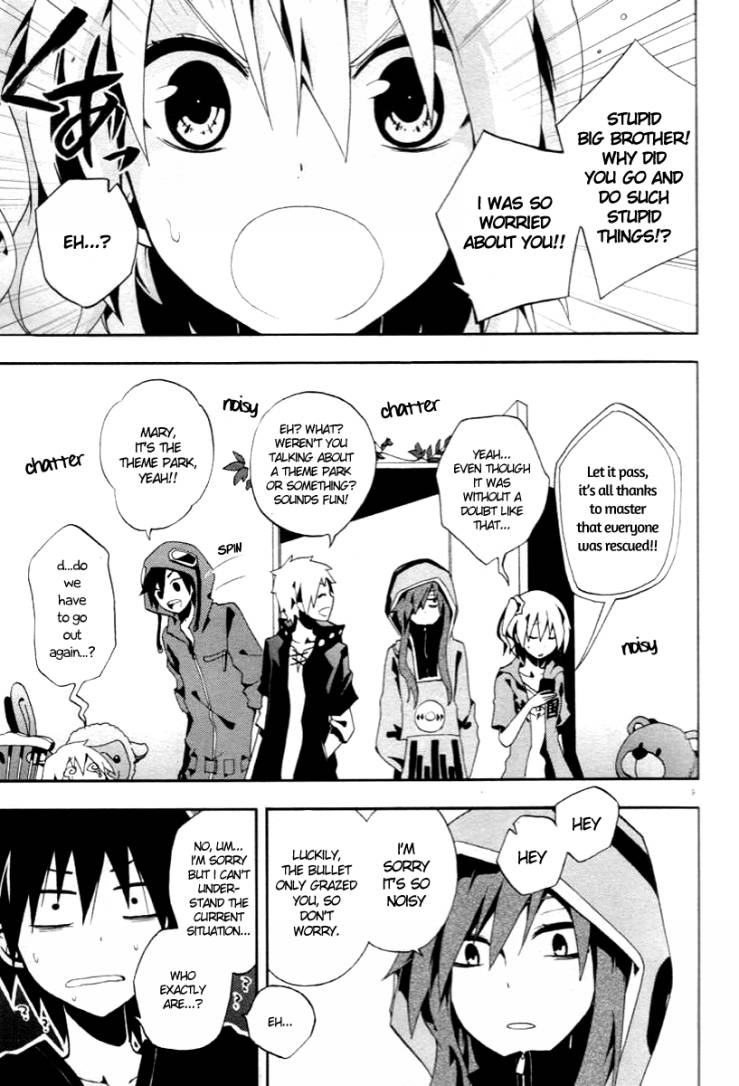 STUPID
BIG BROTHER!
WHY DID
YOU GO AND
DO SUCH
STUPID
THINGS!?
I WAS SO
WORRIED
ABOUT YOU!!
くわっ
EH...?
Let it pass,
it's all thanks
to master
that everyone
was rescued!!
YEAH...
EVEN THOUGH
IT WAS
WITHOUT A
DOUBT LIKE
THAT...
chatter
EH? WHAT?
WEREN'T YOU
TALKING ABOUT
A THEME PARK
OR SOMETHING?
SOUNDS FUN!
noisy
MARY,
IT'S THE
THEME PARK,
YEAH!!
SPIN
chatter
d...do
we
have
to go
out
again...?
noisy
9
HEY
HEY
I'M
SORRY
IT'S SO
NOISY
LUCKILY,
THE BULLET
ONLY GRAZED
YOU, SO
DON'T
WORRY.
EH...
NO, UM...
I'M SORRY
BUT I CAN'T
UNDER-
STAND THE
CURRENT
SITUATION...
WHO
EXACTLY
ARE...?